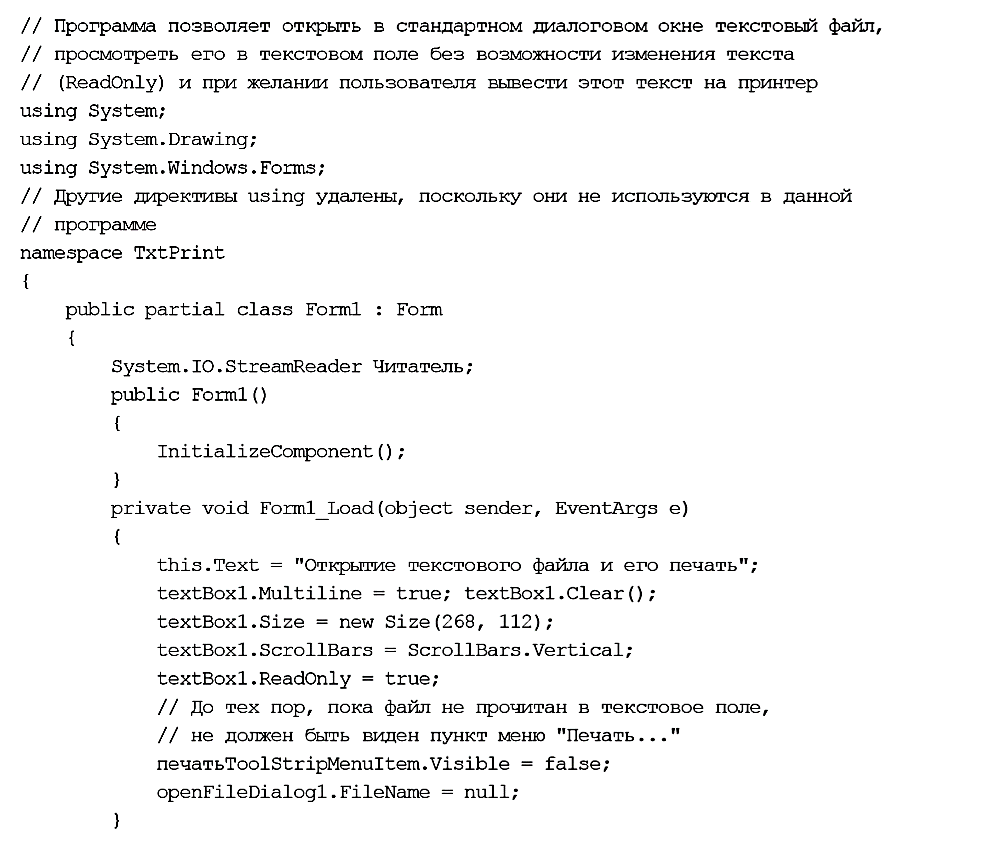 // Программа позволяет открыть в стандартном диалоговом окне текстовый файл,
// просмотреть его в текстовом поле без возможности изменения текста
// (ReadOnly) и при желании пользователя вывести этот текст на принтер
using System;
using System.Drawing;
using System.Windows.Forms;
// Другие директивы using удалены, поскольку они не используются в данной
// программе
namespace TxtPrint
{
    public partial class Form1 : Form
    {
        System.IO.StreamReader Читатель;
        public Form1()
        {
            InitializeComponent();
        }
        private void Form1_Load(object sender, EventArgs e)
        {
            this.Text = "Открытие текстового файла и его печать";
            textBox1.Multiline = true; textBox1.Clear();
            textBox1.Size = new Size(268, 112);
            textBox1.ScrollBars = ScrollBars.Vertical;
            textBox1.ReadOnly = true;
            // До тех пор, пока файл не прочитан в текстовое поле,
            // не должен быть виден пункт меню "Печать..."
            печатьToolStripMenuItem.Visible = false;
            openFileDialog1.FileName = null;
        }